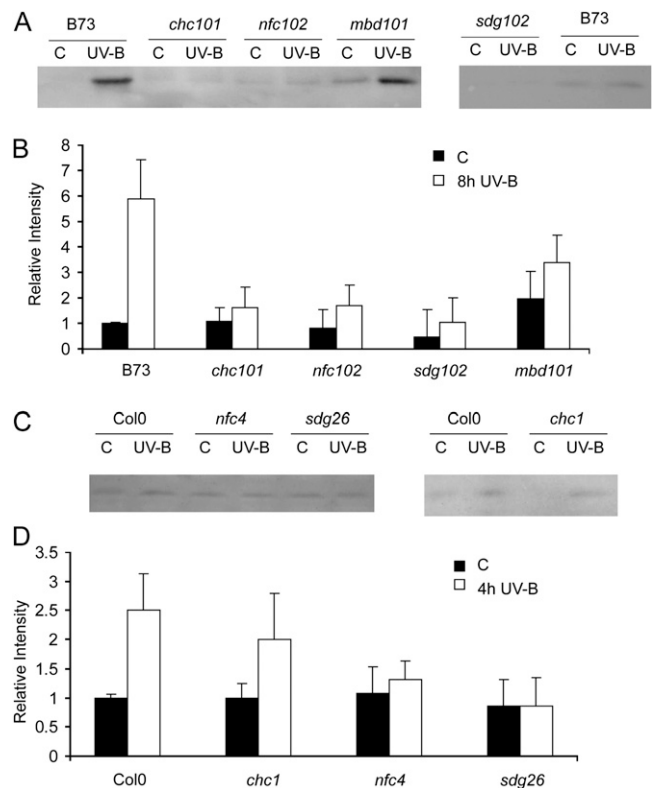 A
B73 chc101 nfc102 mbd101
C UV-B C UV-B C UV-B C UV-B
sdg102 B73
C UV-B C UV-B
B
Relative Intensity
8
7
6
5
4
3
2
1
0
C
8h UV-B
B73 chc101 nfc102 sdg102 mbd101
C
Col0 nfc4 sdg26
C UV-B C UV-B C UV-B
Col0 chc1
C UV-B C UV-B
D
Relative Intensity
3.5
3
2.5
2
1.5
1
0.5
0
C
4h UV-B
Col0 chc1 nfc4 sdg26